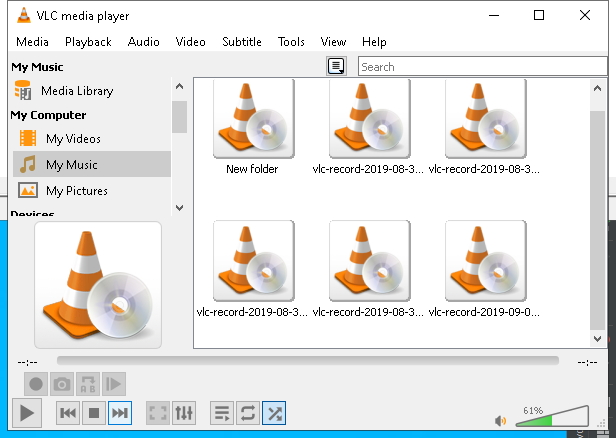 VLC media player
Media Playback Audio Video Subtitle Tools View Help
My Music
Search
Media Library
My Computer
My Videos
My Music
My Pictures
Devices
New folder
vlc-record-2019-08-3...
vlc-record-2019-08-3...
vlc-record-2019-08-3...
vlc-record-2019-08-3...
vlc-record-2019-09-0...
--:--
--:--
A B
61%